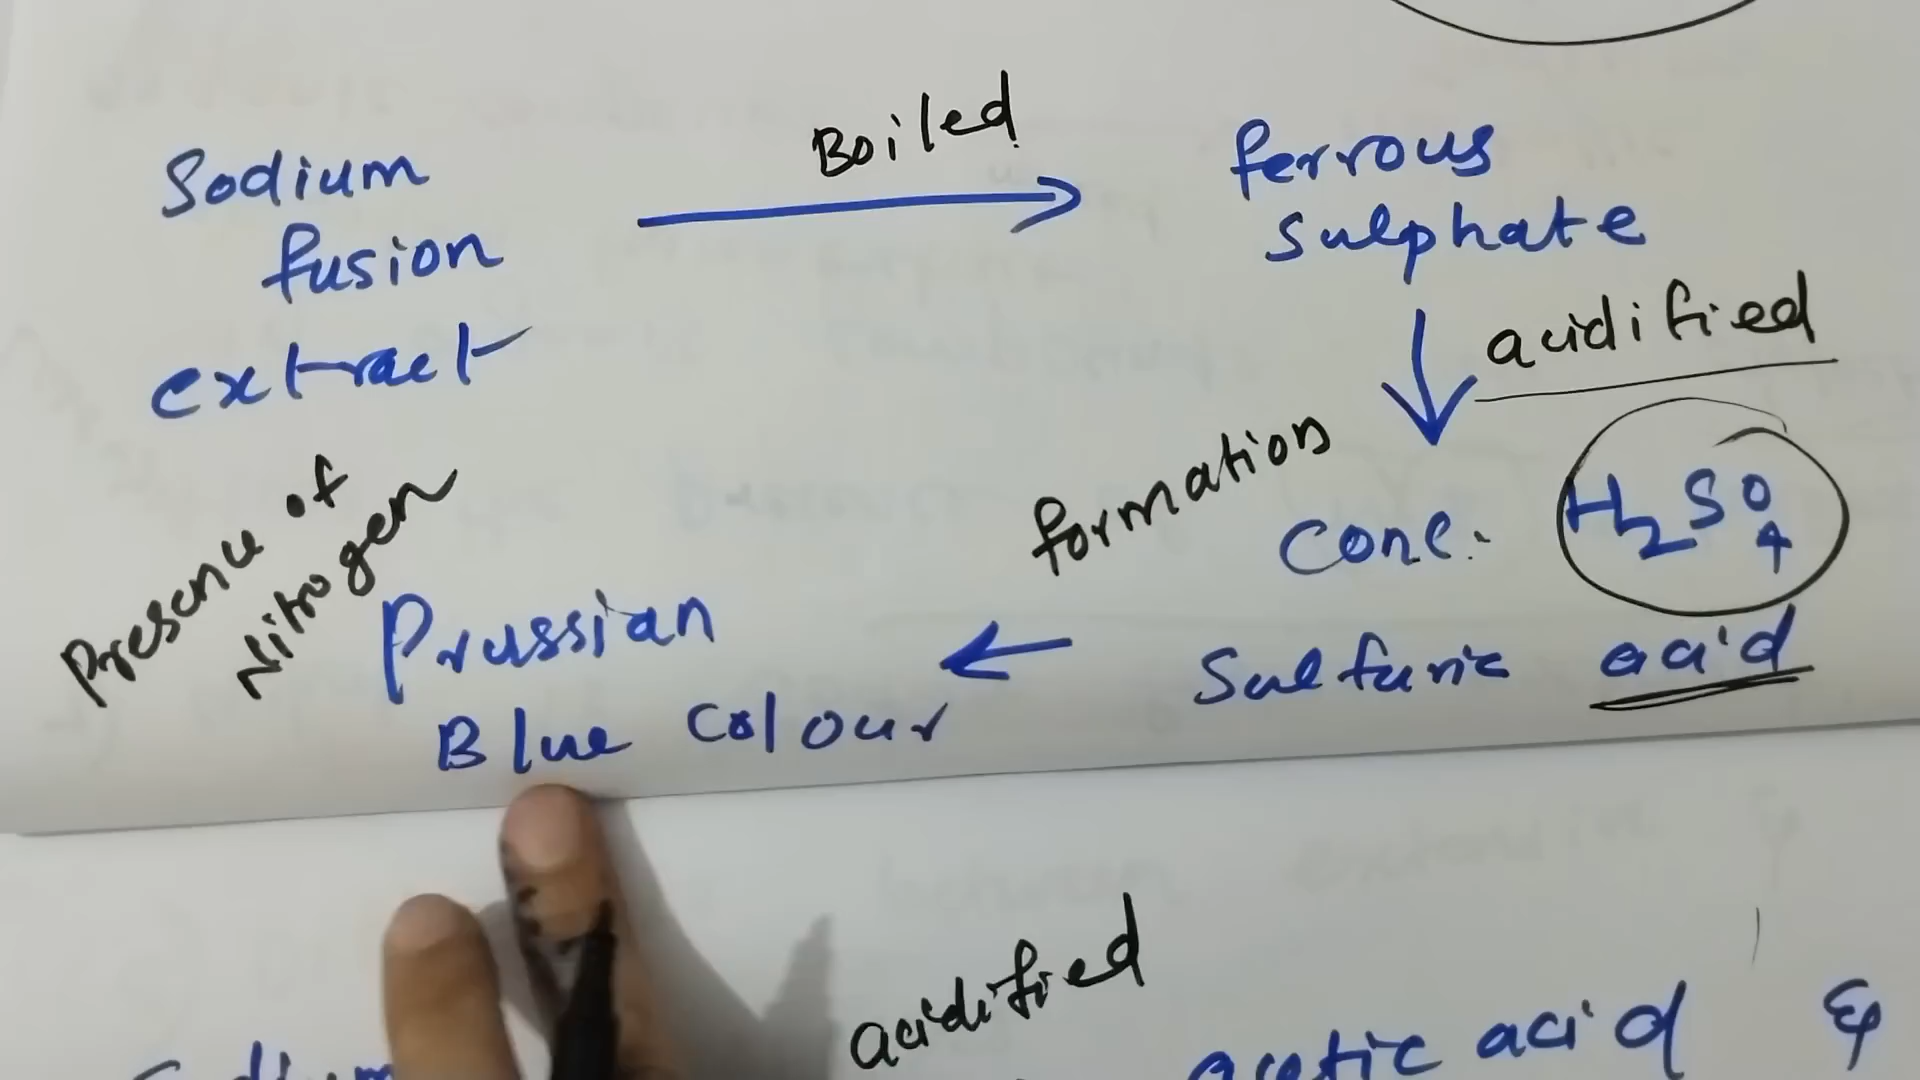 Boiled
Sodium
fusion
extract
ferrous
sulphate
acidified
formation
Conc. H2SO4
Sulfuric acid
Presence of
Nitrogen
Prussian
Blue Colour
acidified
Sodium
acetic acid &